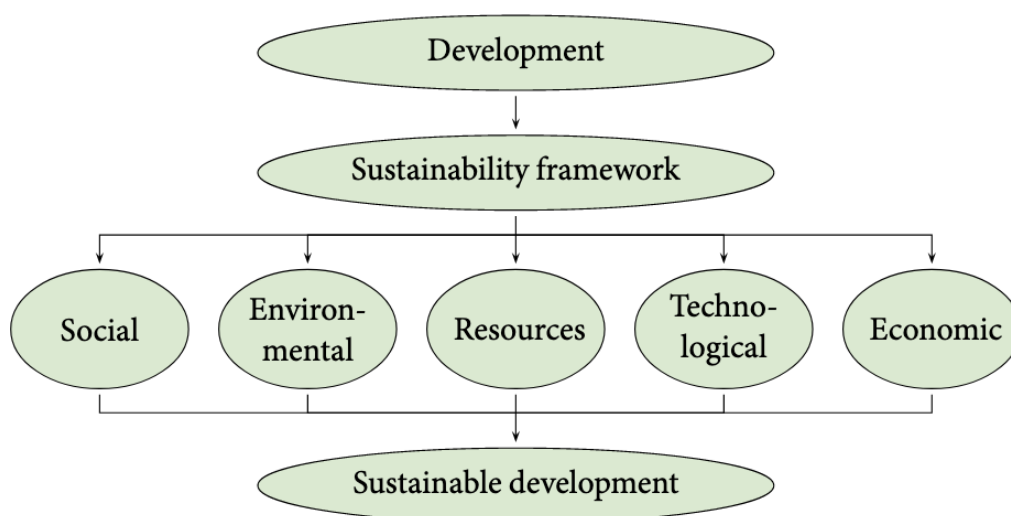 Development
Sustainability framework
Social
Environ-
mental
Resources
Techno-
logical
Economic
Sustainable development